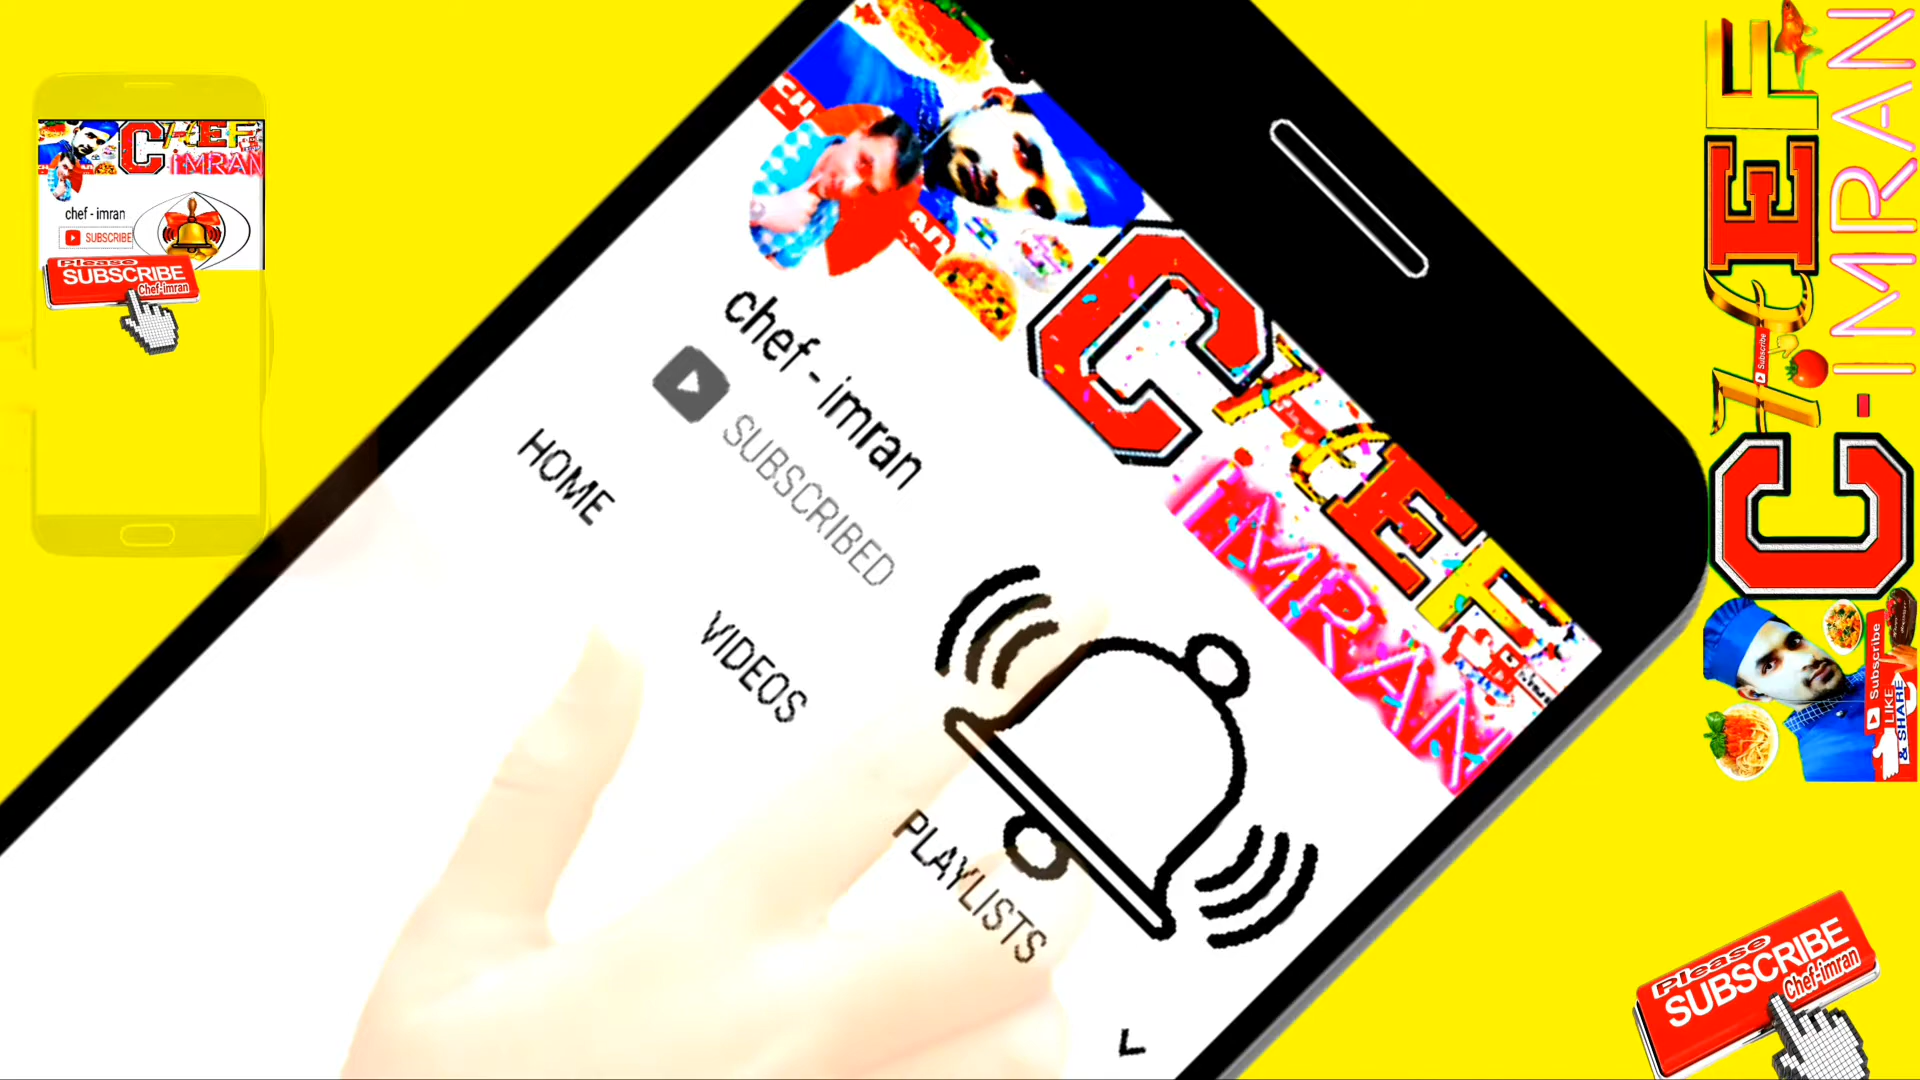 CHEF
IMRAN
chef - imran
SUBSCRIBE
Please
SUBSCRIBE
Chef-imran
CHEF
IMRAN
chef - imran
SUBSCRIBED
HOME
VIDEOS
PLAYLISTS
CHEF
-IMRAN
Subscribe
Subscribe
LIKE
& SHARE
Please
SUBSCRIBE
Chef-imran